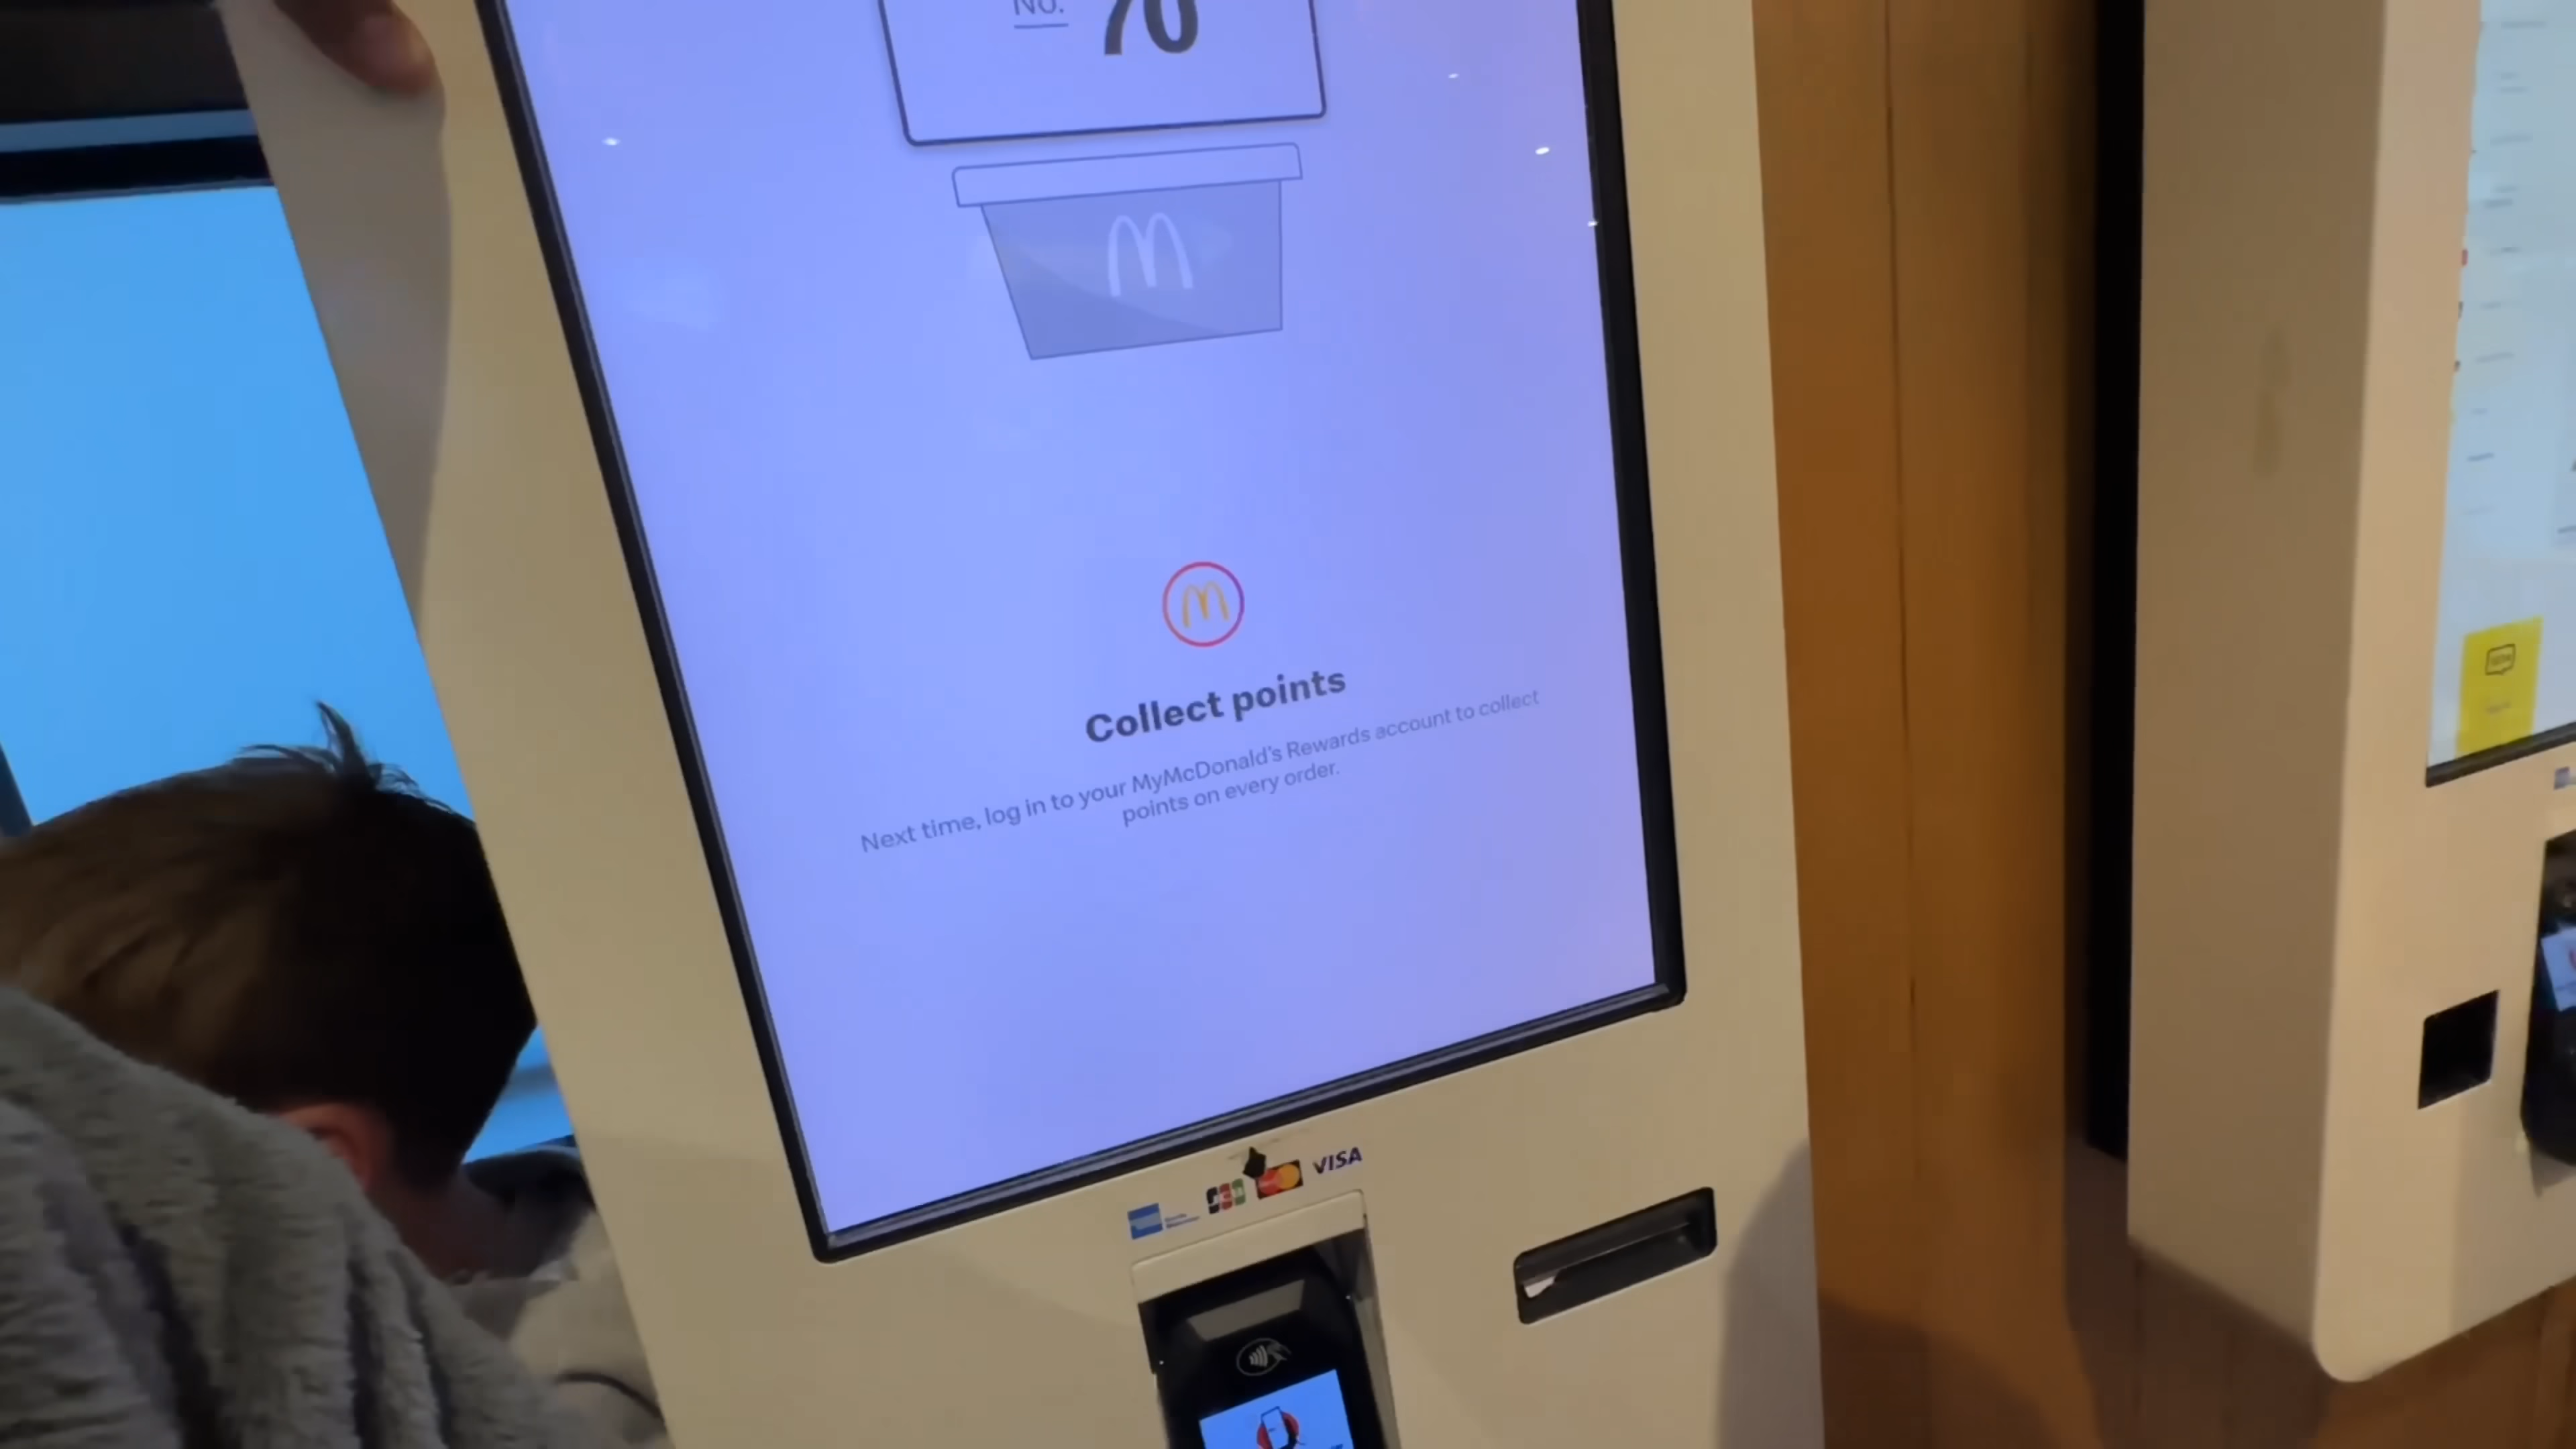 No. 70
Collect points
Next time, log in to your MyMcDonald's Rewards account to collect
points on every order.
JCB
VISA